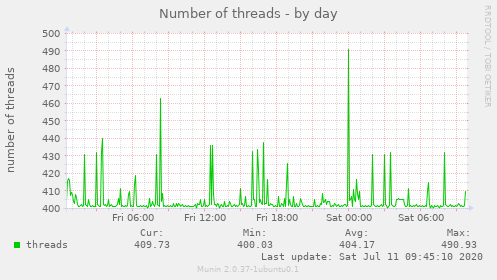 Number of threads - by day
RRDTOOL / TOBI OETIKER
number of threads
500
490
480
470
460
450
440
430
420
410
400
Fri 06:00 Fri 12:00 Fri 18:00 Sat 00:00 Sat 06:00
Cur: Min: Avg: Max:
threads 409.73 400.03 404.17 490.93
Last update: Sat Jul 11 09:45:10 2020
Munin 2.0.37-1ubuntu0.1